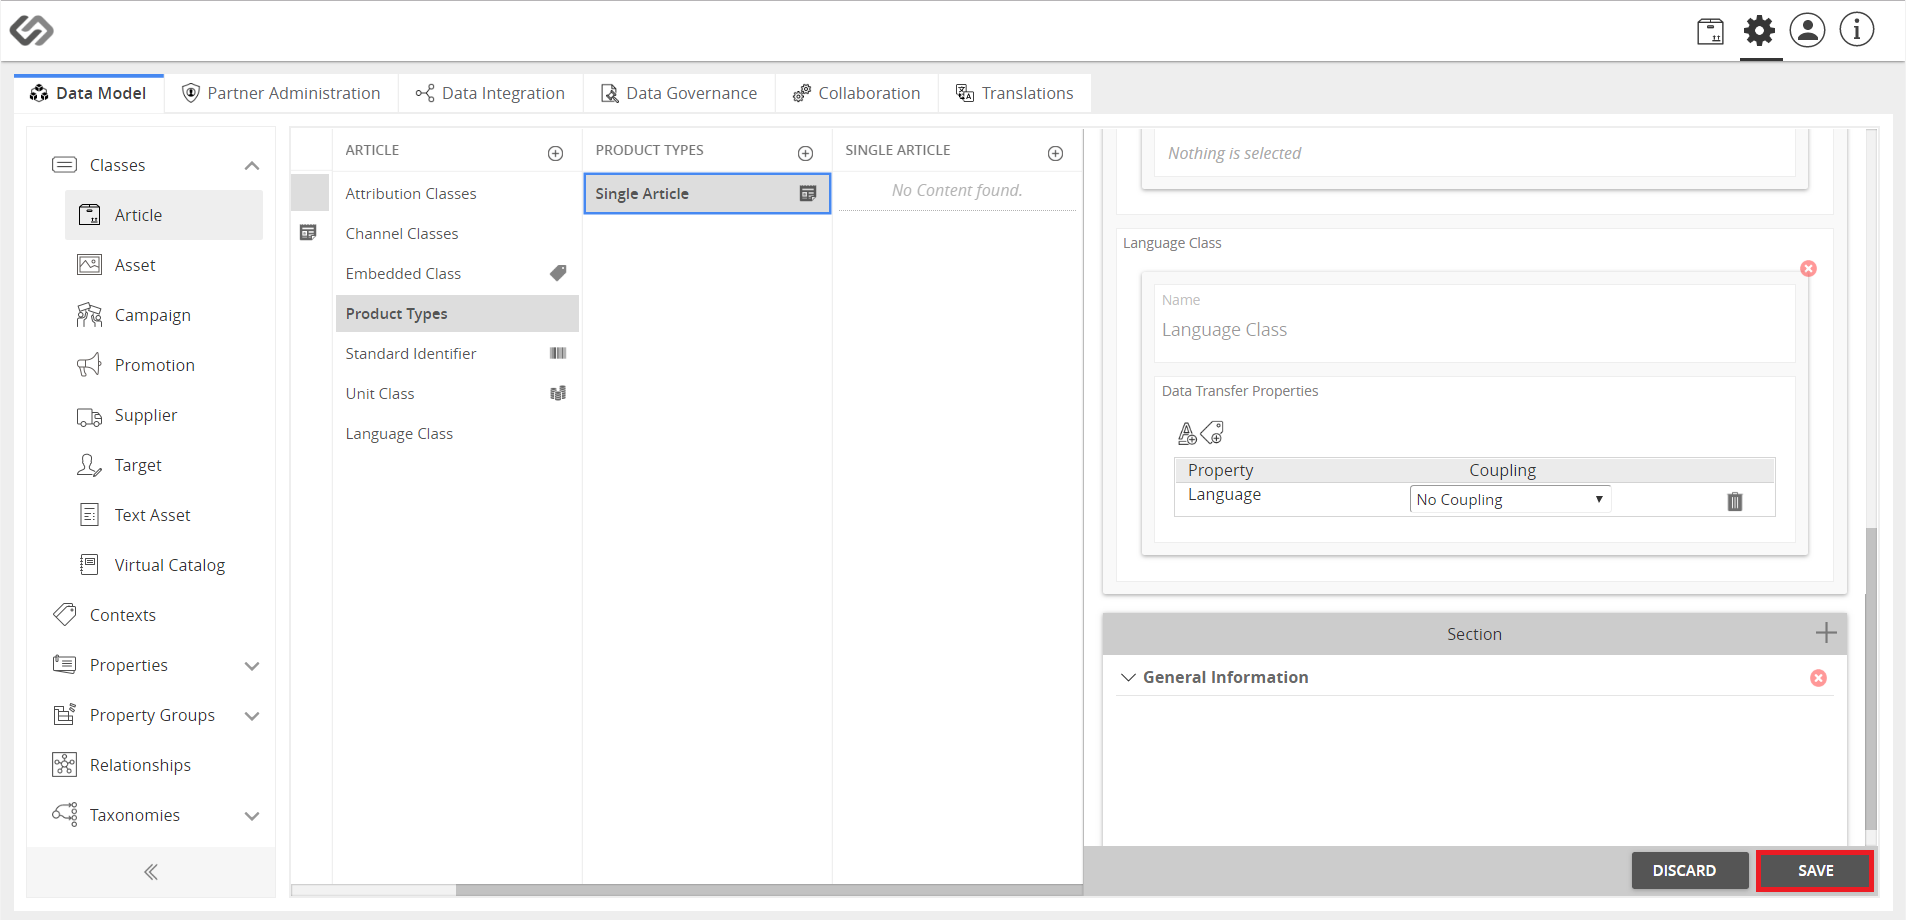 Data Model
Partner Administration
Data Integration
Data Governance
Collaboration
Translations
Classes
Article
Asset
Campaign
Promotion
Supplier
Target
Text Asset
Virtual Catalog
Contexts
Properties
Property Groups
Relationships
Taxonomies
ARTICLE
Attribution Classes
Channel Classes
Embedded Class
Product Types
Standard Identifier
Unit Class
Language Class
PRODUCT TYPES
Single Article
SINGLE ARTICLE
No Content found.
Nothing is selected
Language Class
Name
Language Class
Data Transfer Properties
Property Coupling
Language No Coupling
Section
General Information
DISCARD SAVE